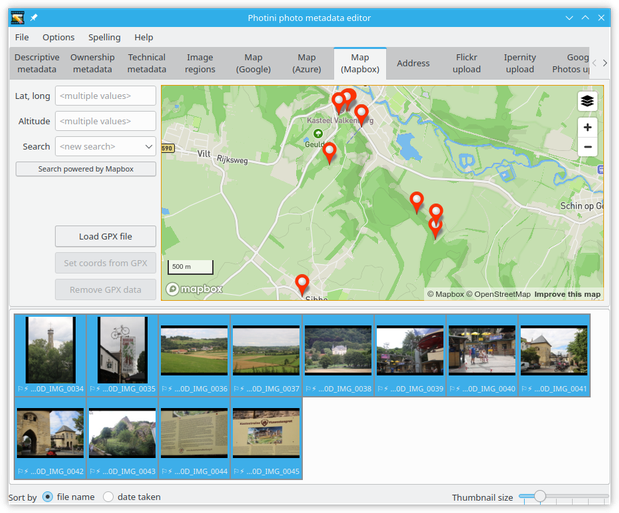 Photini photo metadata editor
File Options Spelling Help
Descriptive metadata
Ownership metadata
Technical metadata
Image regions
Map (Google)
Map (Azure)
Map (Mapbox)
Address
Flickr upload
Ipernity upload
Goog
Photos u
Lat, long <multiple values>
Altitude <multiple values>
Search <new search>
Search powered by Mapbox
Load GPX file
Set coords from GPX
Remove GPX data
Kasteel Valkenburg
Geul
590
Vilt
Rijksweg
Schin op G
500 m
Sibbe
mapbox
© Mapbox © OpenStreetMap Improve this map
...0D_IMG_0034
...0D_IMG_0035
...0D_IMG_0036
...0D_IMG_0037
...0D_IMG_0038
...0D_IMG_0039
...0D_IMG_0040
...0D_IMG_0041
...0D_IMG_0042
...0D_IMG_0043
...0D_IMG_0044
...0D_IMG_0045
Sort by file name date taken
Thumbnail size